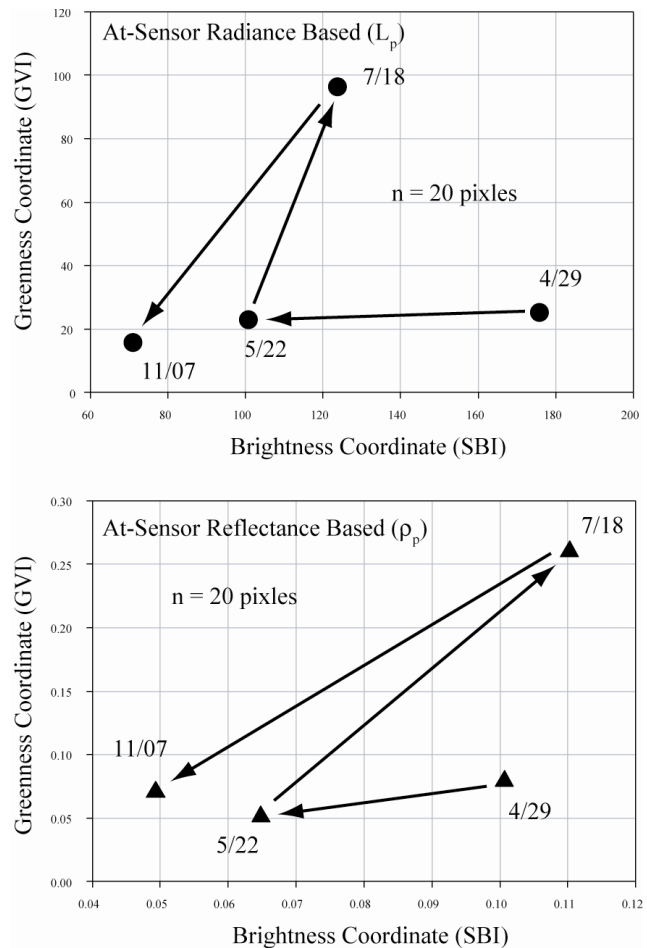 At-Sensor Radiance Based (Lp)
120
100
80
60
40
20
0
Greenness Coordinate (GVI)
7/18
n = 20 pixles
4/29
5/22
11/07
60 80 100 120 140 160 180 200
Brightness Coordinate (SBI)
At-Sensor Reflectance Based (ρp)
0.30
0.25
0.20
0.15
0.10
0.05
0.00
Greenness Coordinate (GVI)
7/18
n = 20 pixles
11/07
4/29
5/22
0.04 0.05 0.06 0.07 0.08 0.09 0.10 0.11 0.12
Brightness Coordinate (SBI)